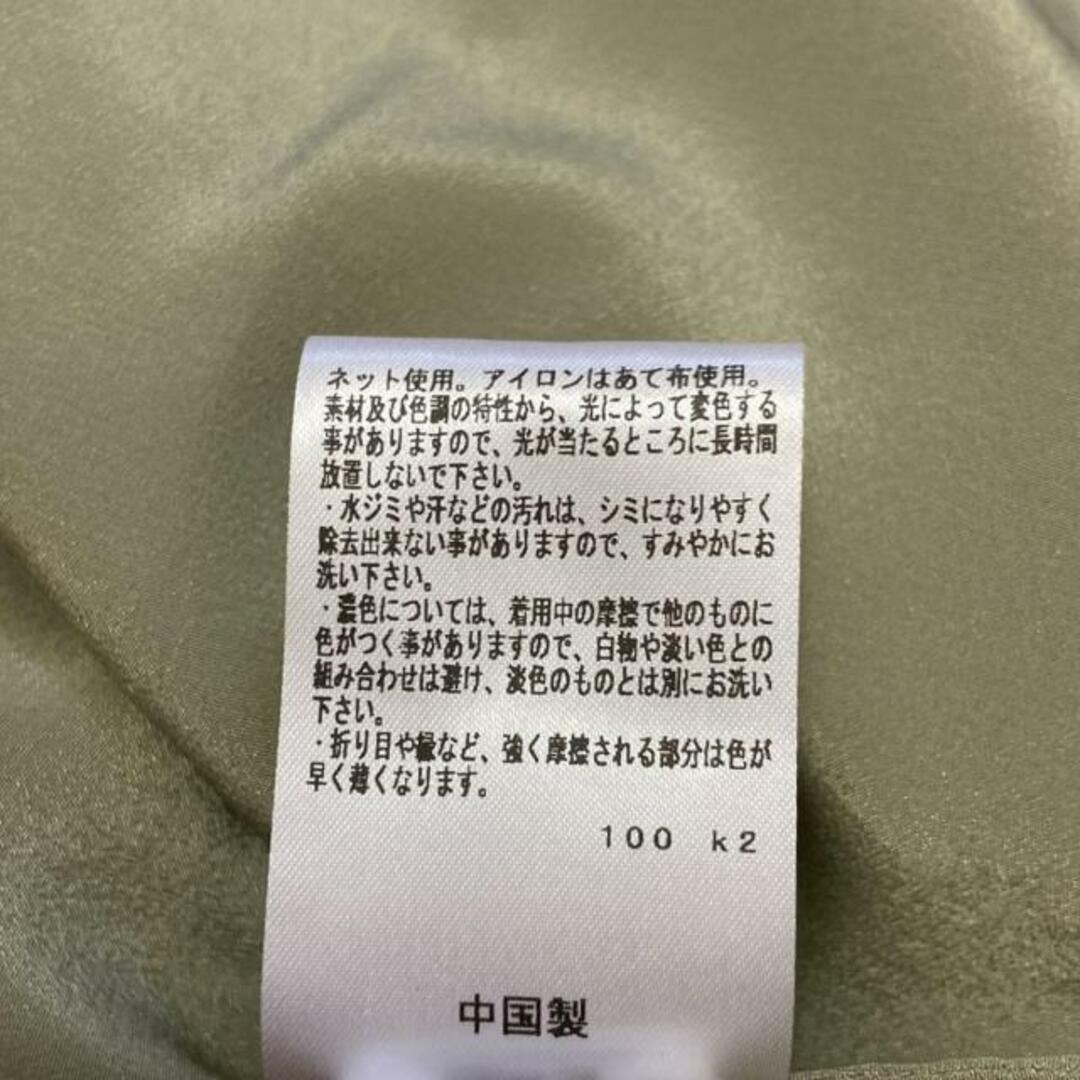 ネット使用。アイロンはあて布使用。
素材及び色調の特性から、光によって変色する
事がありますので、光が当たるところに長時間
放置しないで下さい。
・水ジミや汗などの汚れは、シミになりやすく
除去出来ない事がありますので、すみやかにお
洗い下さい。
・濃色については、着用中の摩擦で他のものに
色がつく事がありますので、白物や淡い色との
組み合わせは避け、淡色のものとは別にお洗い
下さい。
・折り目や縁など、強く摩擦される部分は色が
早く薄くなります。
100 k2
中国製